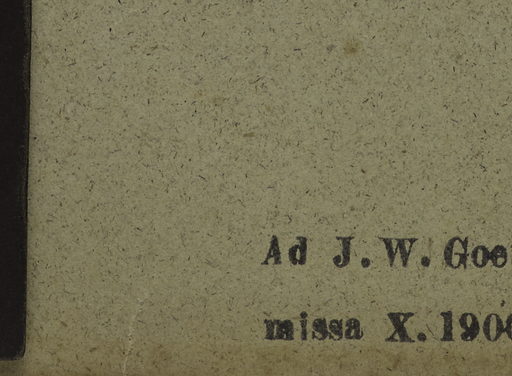 Ad J. W. Goe
missa X. 190